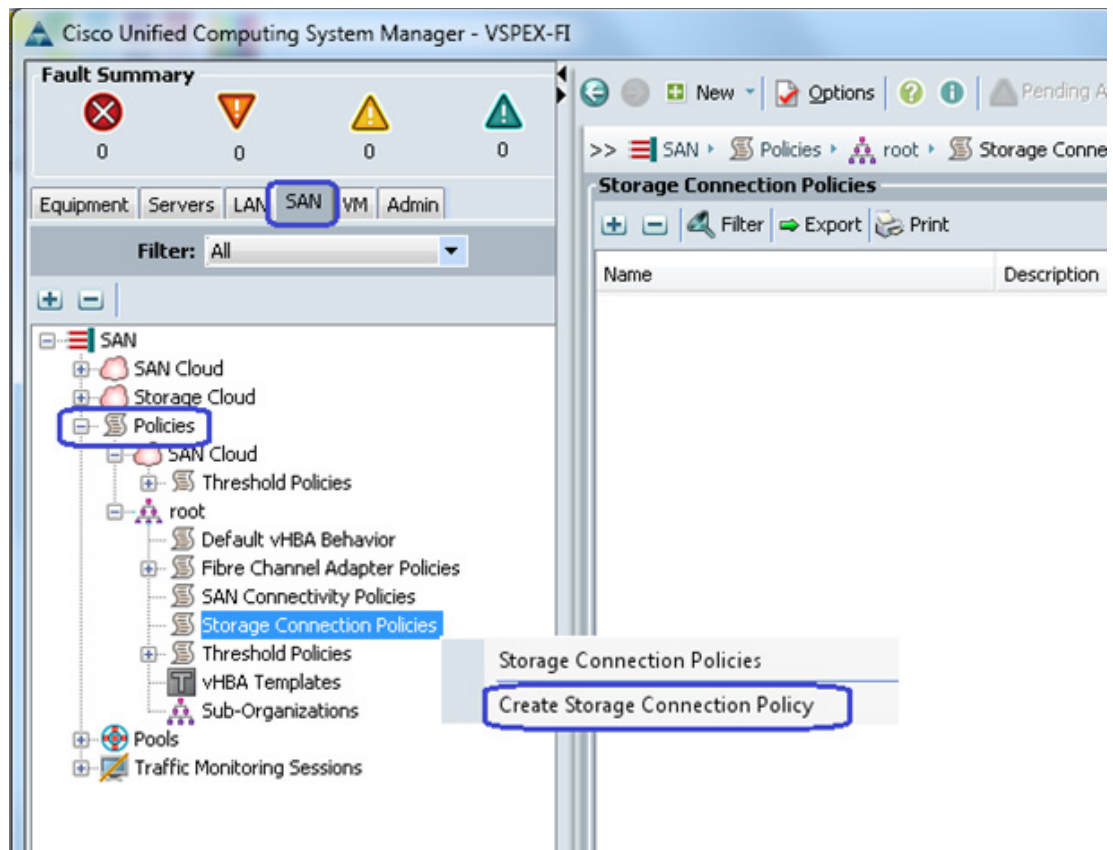 Cisco Unified Computing System Manager - VSPEX-FI
Fault Summary
0 0 0 0
New Options Pending A
>> SAN Policies root Storage Conne
Equipment Servers LAN SAN VM Admin
Filter: All
Storage Connection Policies
Filter Export Print
Name Description
SAN
SAN Cloud
Storage Cloud
Policies
SAN Cloud
Threshold Policies
root
Default vHBA Behavior
Fibre Channel Adapter Policies
SAN Connectivity Policies
Storage Connection Policies
Threshold Policies
vHBA Templates
Sub-Organizations
Pools
Traffic Monitoring Sessions
Storage Connection Policies
Create Storage Connection Policy